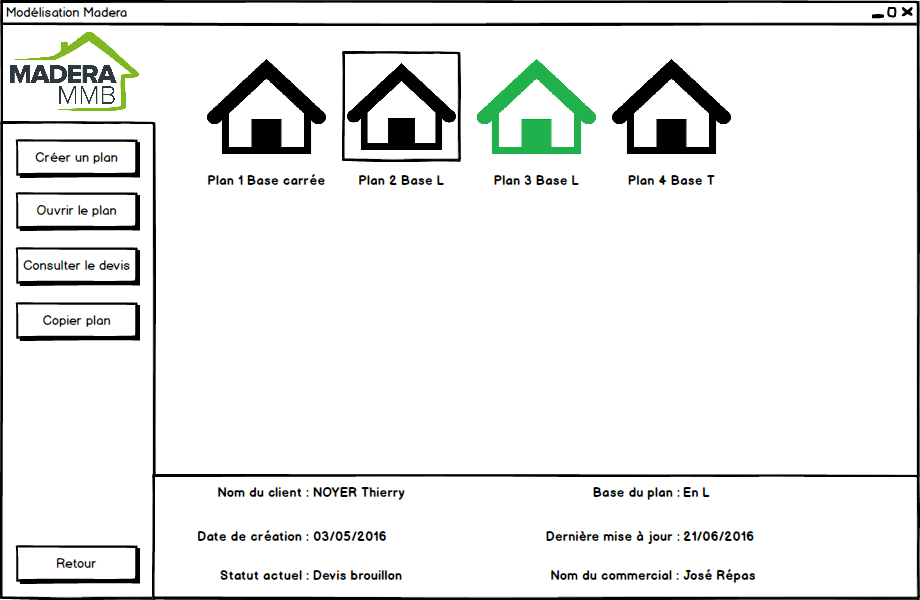 Modélisation Madera
MADERA
MMB
Créer un plan
Ouvrir le plan
Consulter le devis
Copier plan
Retour
Plan 1 Base carrée
Plan 2 Base L
Plan 3 Base L
Plan 4 Base T
Nom du client : NOYER Thierry
Base du plan : En L
Date de création : 03/05/2016
Dernière mise à jour : 21/06/2016
Statut actuel : Devis brouillon
Nom du commercial : José Répas